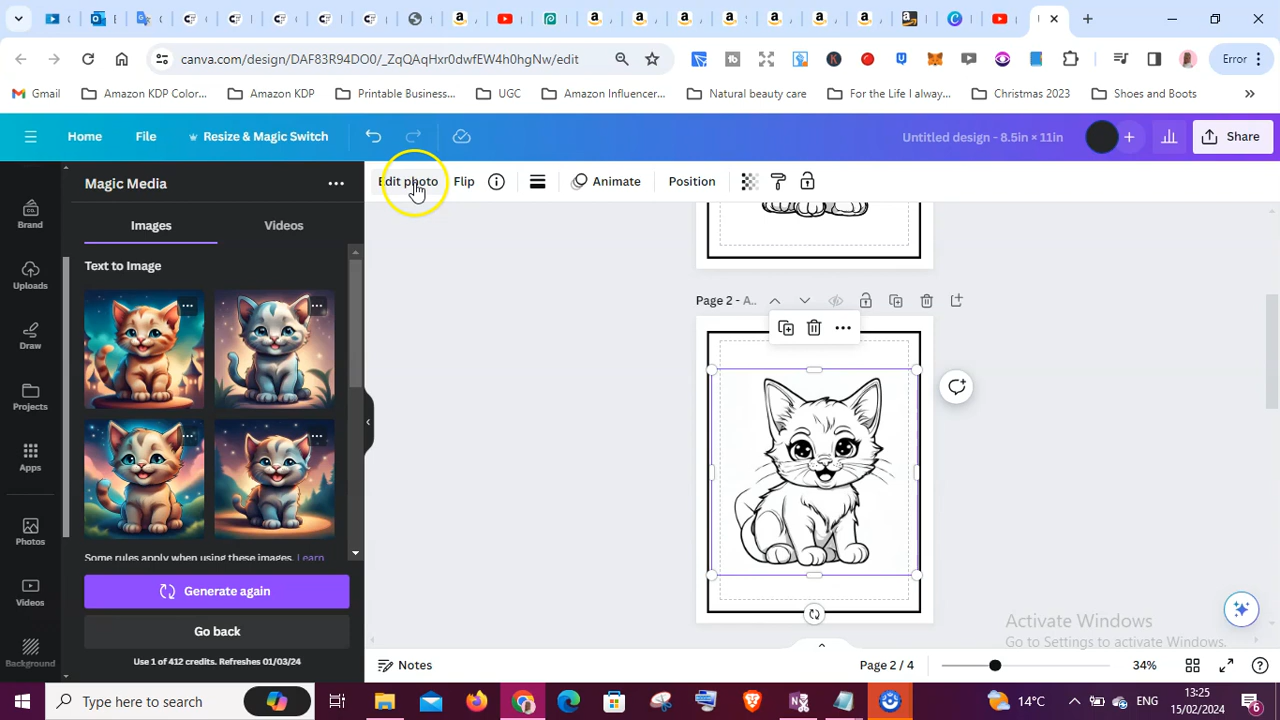 canva.com/design/DAF83R94DO0/_ZqQAqHxr0dwfEW4h0hgNw/edit
Error
Gmail
Amazon KDP Color...
Amazon KDP
Printable Business...
UGC
Amazon Influencer...
Natural beauty care
For the Life I alway...
Christmas 2023
Shoes and Boots
Home
File
Resize & Magic Switch
Untitled design - 8.5in × 11in
Share
Edit photo
Flip
Animate
Position
Magic Media
Images
Videos
Text to Image
Brand
Uploads
Draw
Projects
Apps
Photos
Videos
Background
Some rules apply when using these images. Learn
Generate again
Go back
Use 1 of 412 credits. Refreshes 01/03/24
Page 2 - A..
Activate Windows
Go to Settings to activate Windows.
Notes
Page 2 / 4
34%
Type here to search
14°C
ENG
13:25
15/02/2024
6